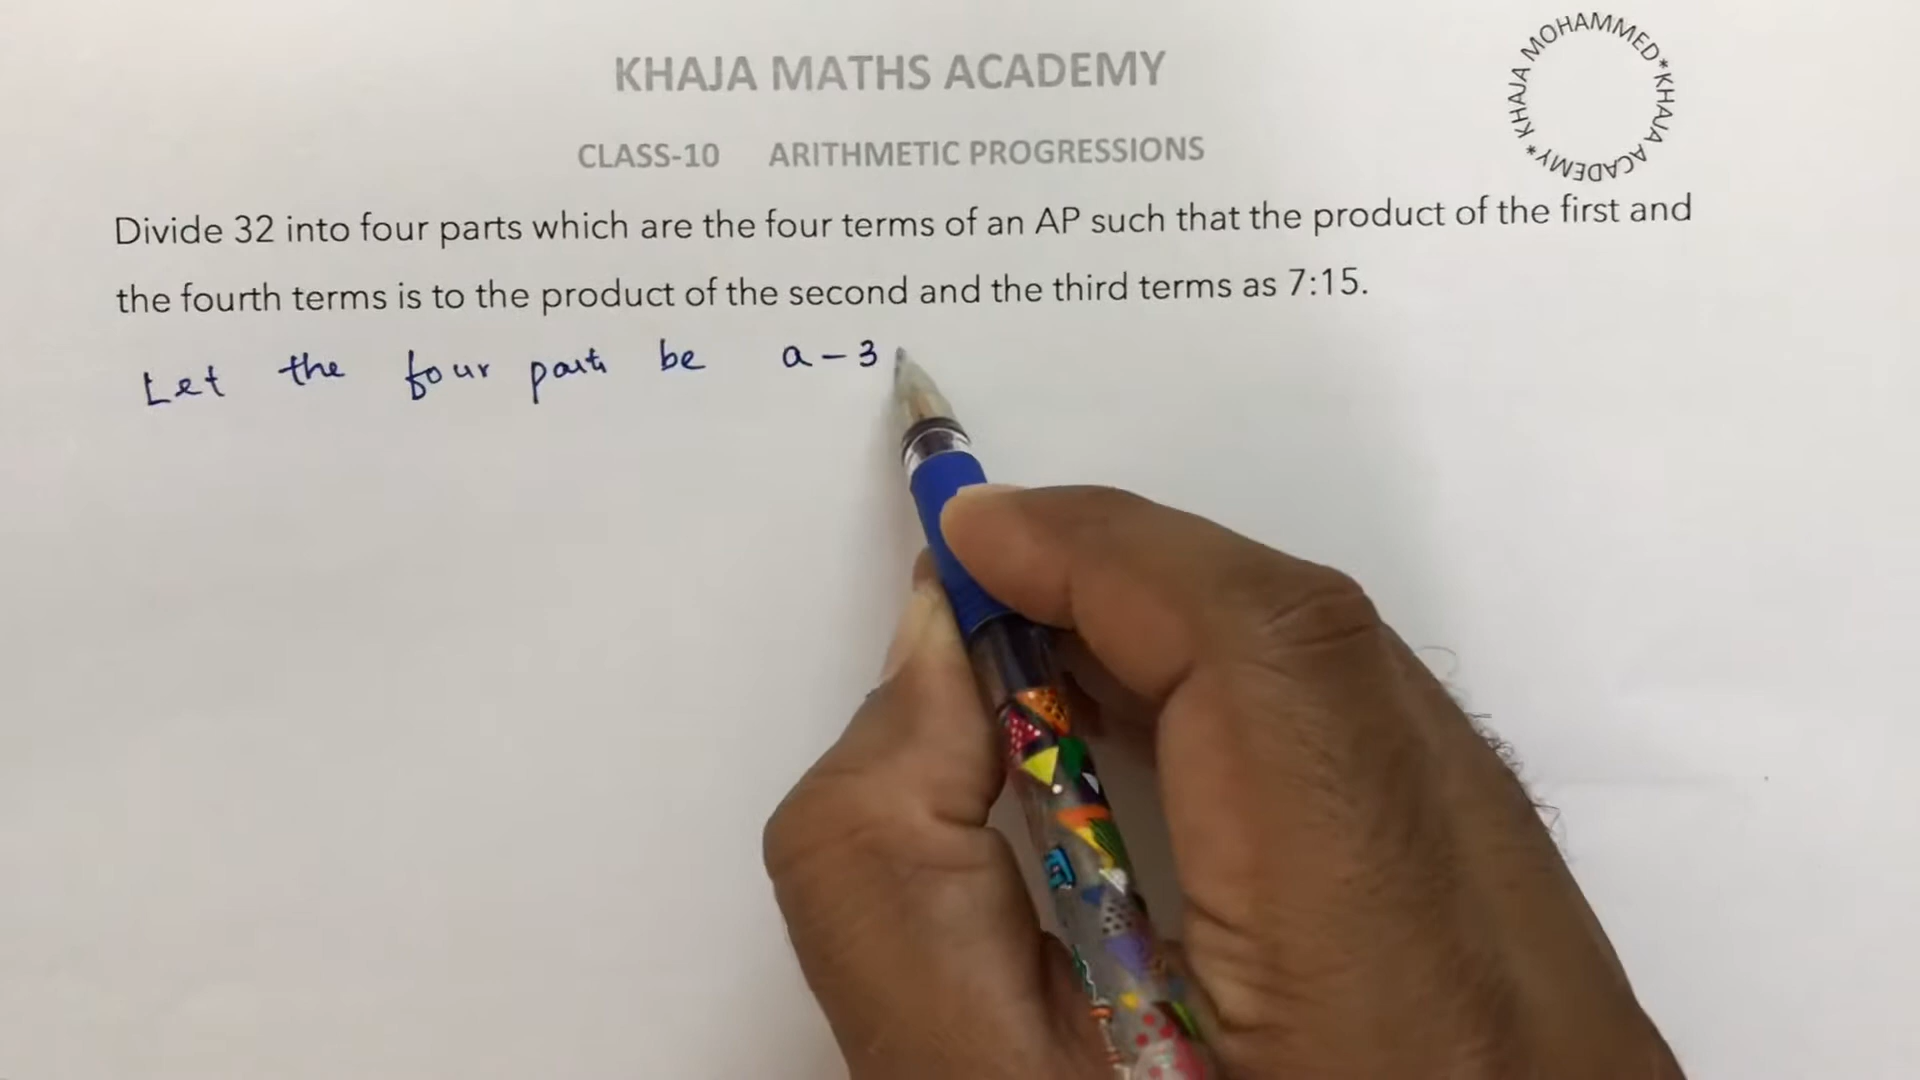 KHAJA MATHS ACADEMY
KHAJA MOHAMMED*KHAJA ACADEMY*
CLASS-10 ARITHMETIC PROGRESSIONS
Divide 32 into four parts which are the four terms of an AP such that the product of the first and
the fourth terms is to the product of the second and the third terms as 7:15.
Let the four parts be a - 3